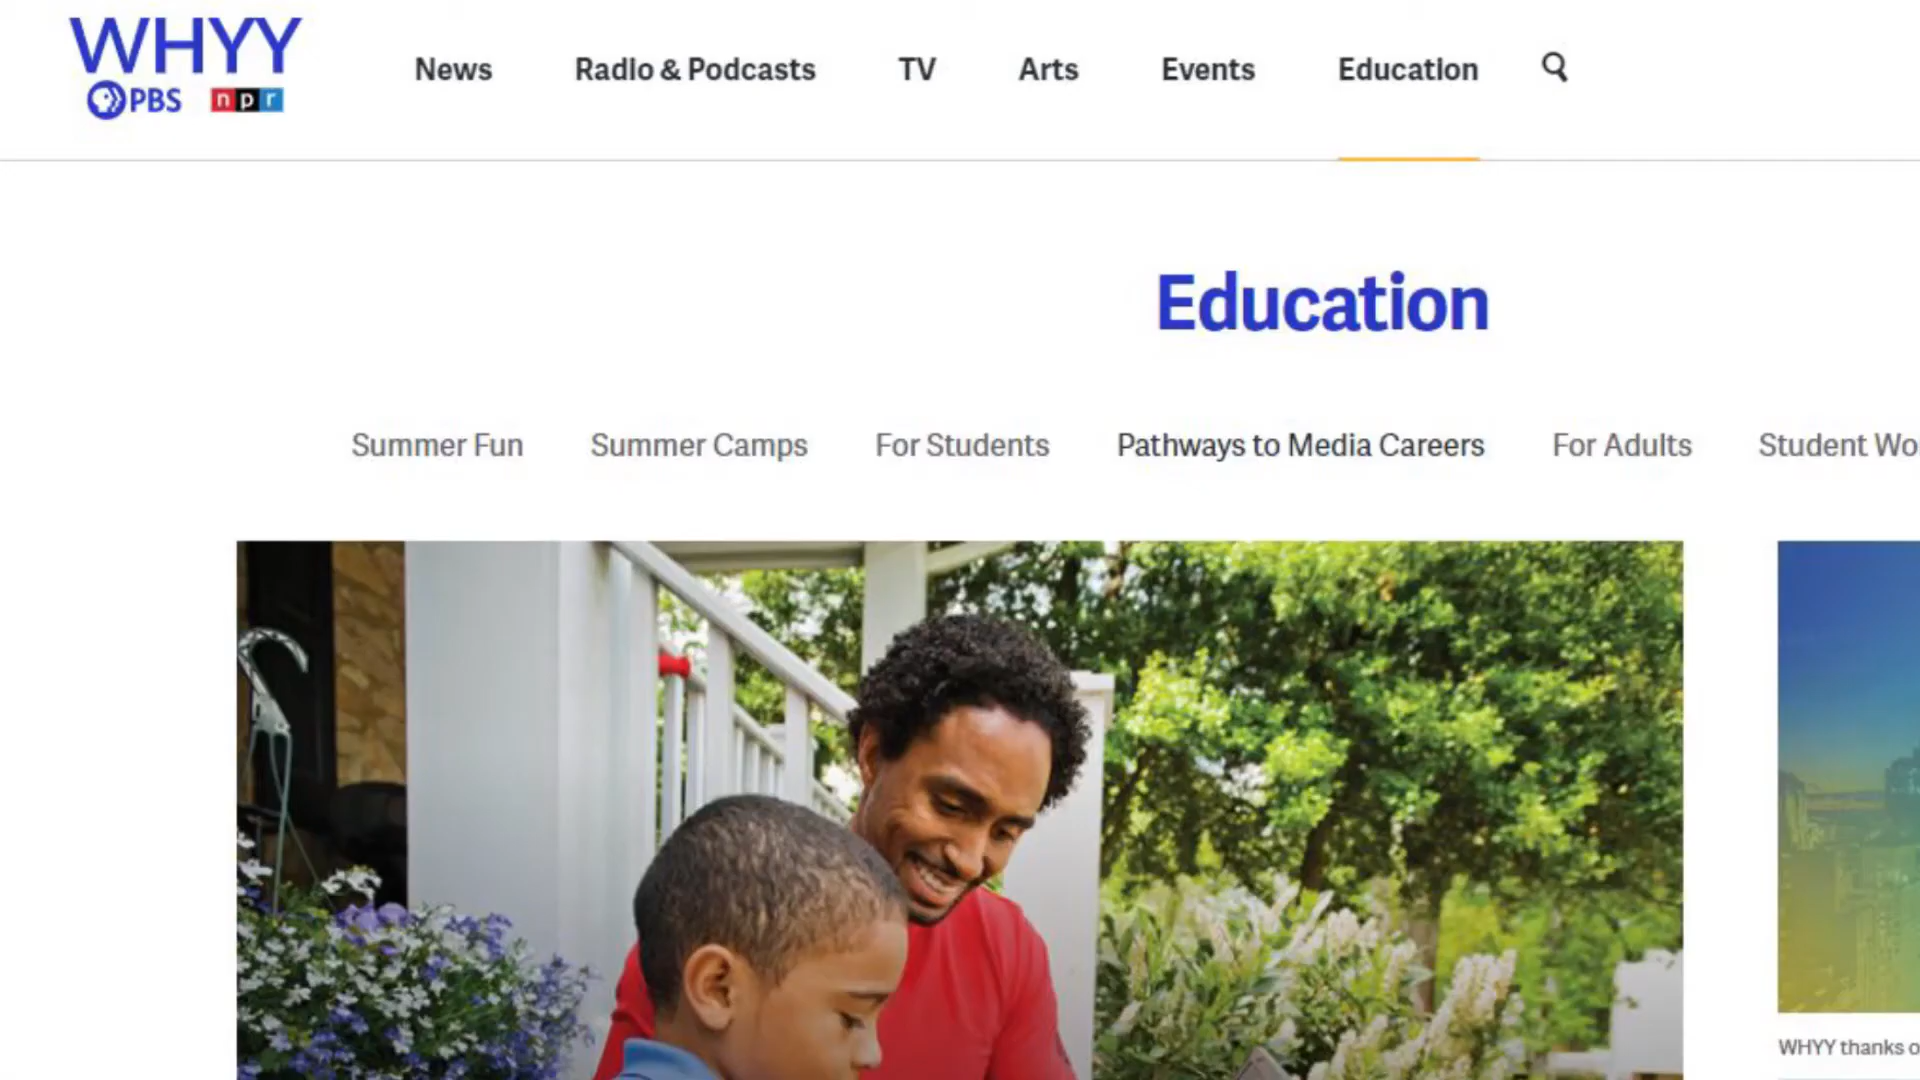 WHYY
PBS npr
News Radio & Podcasts TV Arts Events Education
Education
Summer Fun Summer Camps For Students Pathways to Media Careers For Adults Student
WHYY thanks